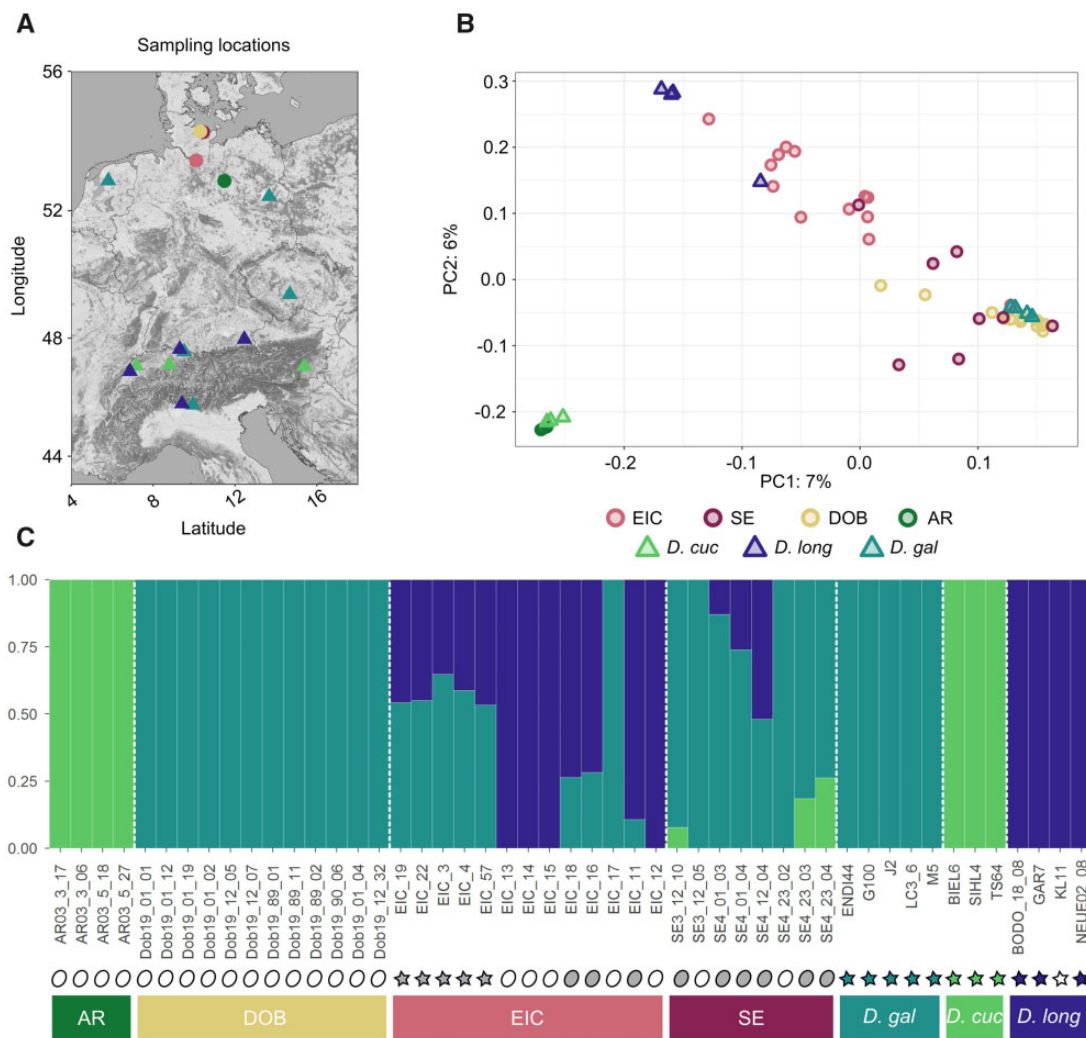 A
Sampling locations
56
52
48
44
Longitude
4
8
12
16
Latitude
B
0.3
0.2
0.1
0.0
-0.1
-0.2
PC2: 6%
-0.2
-0.1
0.0
0.1
PC1: 7%
EIC
SE
DOB
AR
D. cuc
D. long
D. gal
C
1.00
0.75
0.50
0.25
0.00
AR03_3_17
AR03_3_06
AR03_5_18
AR03_5_27
Dob19_01_01
Dob19_01_12
Dob19_01_19
Dob19_01_02
Dob19_12_05
Dob19_12_07
Dob19_89_01
Dob19_89_11
Dob19_89_02
Dob19_90_06
Dob19_01_04
Dob19_12_32
EIC_19
EIC_22
EIC_3
EIC_4
EIC_57
EIC_13
EIC_14
EIC_15
EIC_18
EIC_16
EIC_17
EIC_11
EIC_12
SE3_12_10
SE3_12_05
SE4_01_03
SE4_01_04
SE4_12_04
SE4_23_02
SE4_23_03
SE4_23_04
ENDI44
G100
J2
LC3_6
M5
BIEL6
SIHL4
TS64
BODO_18_08
GAR7
KL11
NEUE02_08
AR
DOB
EIC
SE
D. gal
D. cuc
D. long